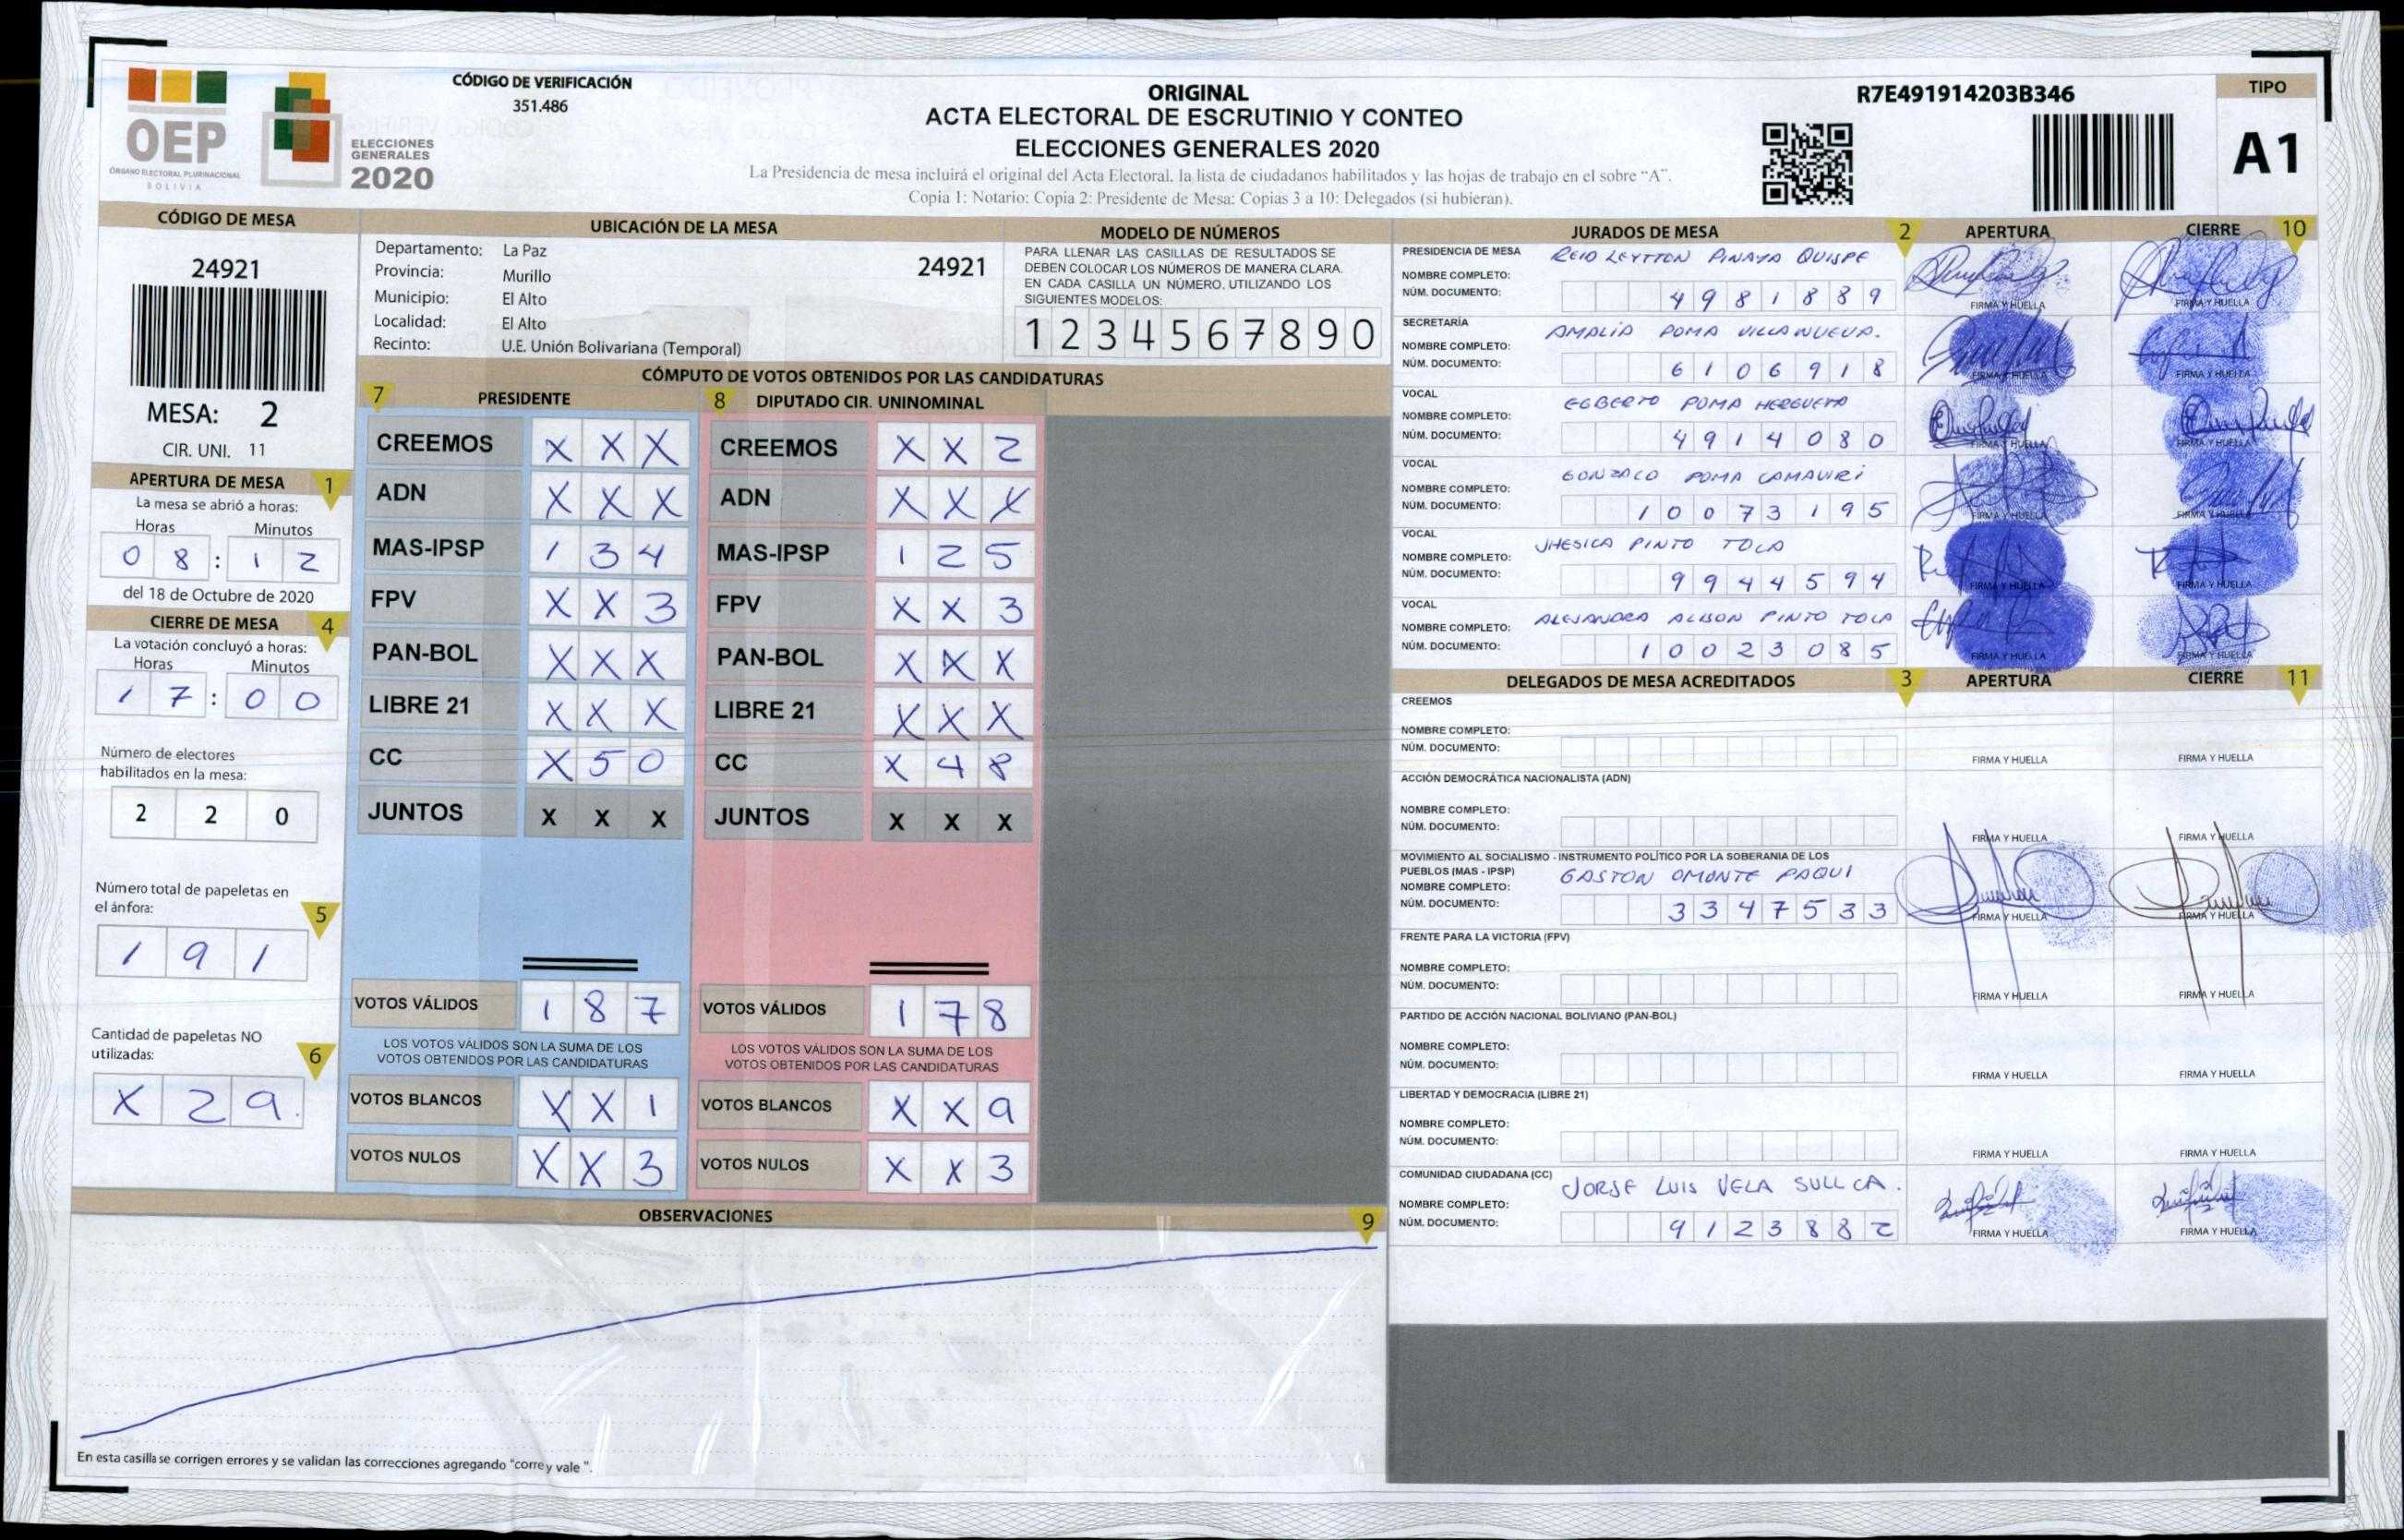 OEP
ÓRGANO ELECTORAL PLURINACIONAL
BOLIVIA
ELECCIONES
GENERALES
2020
CÓDIGO DE VERIFICACIÓN
351.486
ORIGINAL
ACTA ELECTORAL DE ESCRUTINIO Y CONTEO
ELECCIONES GENERALES 2020
La Presidencia de mesa incluirá el original del Acta Electoral, la lista de ciudadanos habilitados y las hojas de trabajo en el sobre “A”.
Copia 1: Notario: Copia 2: Presidente de Mesa: Copias 3 a 10: Delegados (si hubieran).
R7E491914203B346
TIPO
A1
CÓDIGO DE MESA
24921
MESA: 2
CIR. UNI. 11
APERTURA DE MESA 1
La mesa se abrió a horas:
Horas Minutos
0 8 : 1 2
del 18 de Octubre de 2020
CIERRE DE MESA 4
La votación concluyó a horas:
Horas Minutos
1 7 : 0 0
Número de electores
habilitados en la mesa:
2 2 0
Número total de papeletas en
el ánfora: 5
1 9 1
Cantidad de papeletas NO
utilizadas: 6
X 2 9
UBICACIÓN DE LA MESA
Departamento: La Paz 24921
Provincia: Murillo
Municipio: El Alto
Localidad: El Alto
Recinto: U.E. Unión Bolivariana (Temporal)
MODELO DE NÚMEROS
PARA LLENAR LAS CASILLAS DE RESULTADOS SE
DEBEN COLOCAR LOS NÚMEROS DE MANERA CLARA.
EN CADA CASILLA UN NÚMERO, UTILIZANDO LOS
SIGUIENTES MODELOS:
1 2 3 4 5 6 7 8 9 0
CÓMPUTO DE VOTOS OBTENIDOS POR LAS CANDIDATURAS
7 PRESIDENTE
CREEMOS X X X
ADN X X X
MAS-IPSP 1 3 4
FPV X X 3
PAN-BOL X X X
LIBRE 21 X X X
CC X 5 0
JUNTOS X X X
VOTOS VÁLIDOS 1 8 7
LOS VOTOS VÁLIDOS SON LA SUMA DE LOS
VOTOS OBTENIDOS POR LAS CANDIDATURAS
VOTOS BLANCOS X X 1
VOTOS NULOS X X 3
8 DIPUTADO CIR. UNINOMINAL
CREEMOS X X 2
ADN X X X
MAS-IPSP 1 2 5
FPV X X 3
PAN-BOL X X X
LIBRE 21 X X X
CC X 4 8
JUNTOS X X X
VOTOS VÁLIDOS 1 7 8
LOS VOTOS VÁLIDOS SON LA SUMA DE LOS
VOTOS OBTENIDOS POR LAS CANDIDATURAS
VOTOS BLANCOS X X 9
VOTOS NULOS X X 3
OBSERVACIONES 9
En esta casilla se corrigen errores y se validan las correcciones agregando "corre y vale ".
JURADOS DE MESA 2 APERTURA CIERRE 10
PRESIDENCIA DE MESA
NOMBRE COMPLETO: REID LEYTTON PINAYA QUISPE
NÚM. DOCUMENTO: 4 9 8 1 8 8 9
FIRMA Y HUELLA FIRMA Y HUELLA
SECRETARÍA
NOMBRE COMPLETO: AMALIA POMA VILLANUEVA.
NÚM. DOCUMENTO: 6 1 0 6 9 1 8
FIRMA Y HUELLA FIRMA Y HUELLA
VOCAL
NOMBRE COMPLETO: EGBERTO POMA HERGUETA
NÚM. DOCUMENTO: 4 9 1 4 0 8 0
FIRMA Y HUELLA FIRMA Y HUELLA
VOCAL
NOMBRE COMPLETO: GONZALO POMA CAMAWIRI
NÚM. DOCUMENTO: 1 0 0 7 3 1 9 5
FIRMA Y HUELLA FIRMA Y HUELLA
VOCAL
NOMBRE COMPLETO: JHESICA PINTO TOLA
NÚM. DOCUMENTO: 9 9 4 4 5 9 4
FIRMA Y HUELLA FIRMA Y HUELLA
VOCAL
NOMBRE COMPLETO: ALEJANDRA ALISON PINTO TOLA
NÚM. DOCUMENTO: 1 0 0 2 3 0 8 5
FIRMA Y HUELLA FIRMA Y HUELLA
DELEGADOS DE MESA ACREDITADOS 3 APERTURA CIERRE 11
CREEMOS
NOMBRE COMPLETO:
NÚM. DOCUMENTO:
FIRMA Y HUELLA FIRMA Y HUELLA
ACCIÓN DEMOCRÁTICA NACIONALISTA (ADN)
NOMBRE COMPLETO:
NÚM. DOCUMENTO:
FIRMA Y HUELLA FIRMA Y HUELLA
MOVIMIENTO AL SOCIALISMO - INSTRUMENTO POLÍTICO POR LA SOBERANIA DE LOS
PUEBLOS (MAS - IPSP)
NOMBRE COMPLETO: GASTON OMONTE PAQUI
NÚM. DOCUMENTO: 3 3 4 7 5 3 3
FIRMA Y HUELLA FIRMA Y HUELLA
FRENTE PARA LA VICTORIA (FPV)
NOMBRE COMPLETO:
NÚM. DOCUMENTO:
FIRMA Y HUELLA FIRMA Y HUELLA
PARTIDO DE ACCIÓN NACIONAL BOLIVIANO (PAN-BOL)
NOMBRE COMPLETO:
NÚM. DOCUMENTO:
FIRMA Y HUELLA FIRMA Y HUELLA
LIBERTAD Y DEMOCRACIA (LIBRE 21)
NOMBRE COMPLETO:
NÚM. DOCUMENTO:
FIRMA Y HUELLA FIRMA Y HUELLA
COMUNIDAD CIUDADANA (CC)
NOMBRE COMPLETO: JORGE LUIS VELA SULLCA.
NÚM. DOCUMENTO: 9 1 2 3 8 8 2
FIRMA Y HUELLA FIRMA Y HUELLA